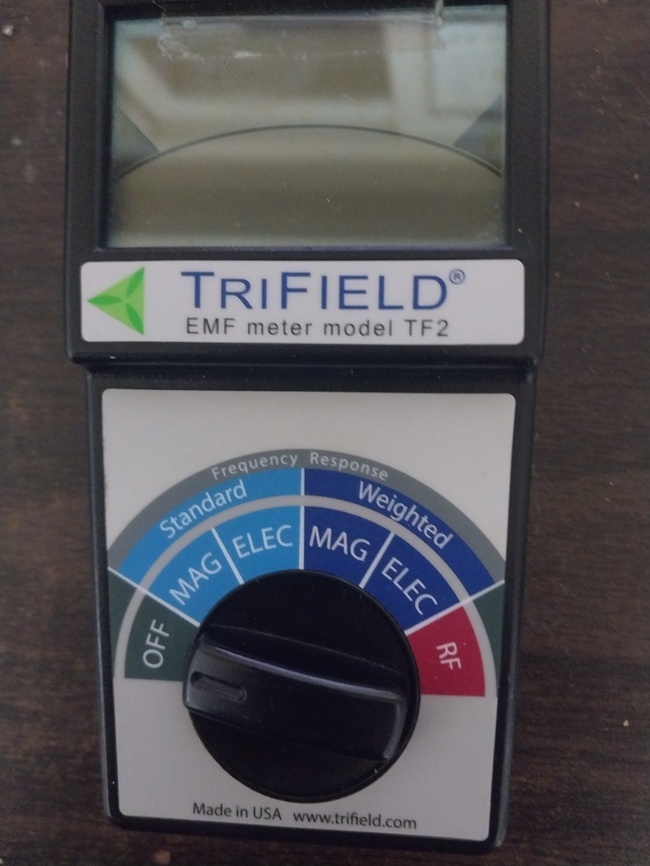 TRIFIELD®
EMF meter model TF2
Frequency Response
Standard Weighted
OFF MAG ELEC MAG ELEC RF
Made in USA www.trifield.com